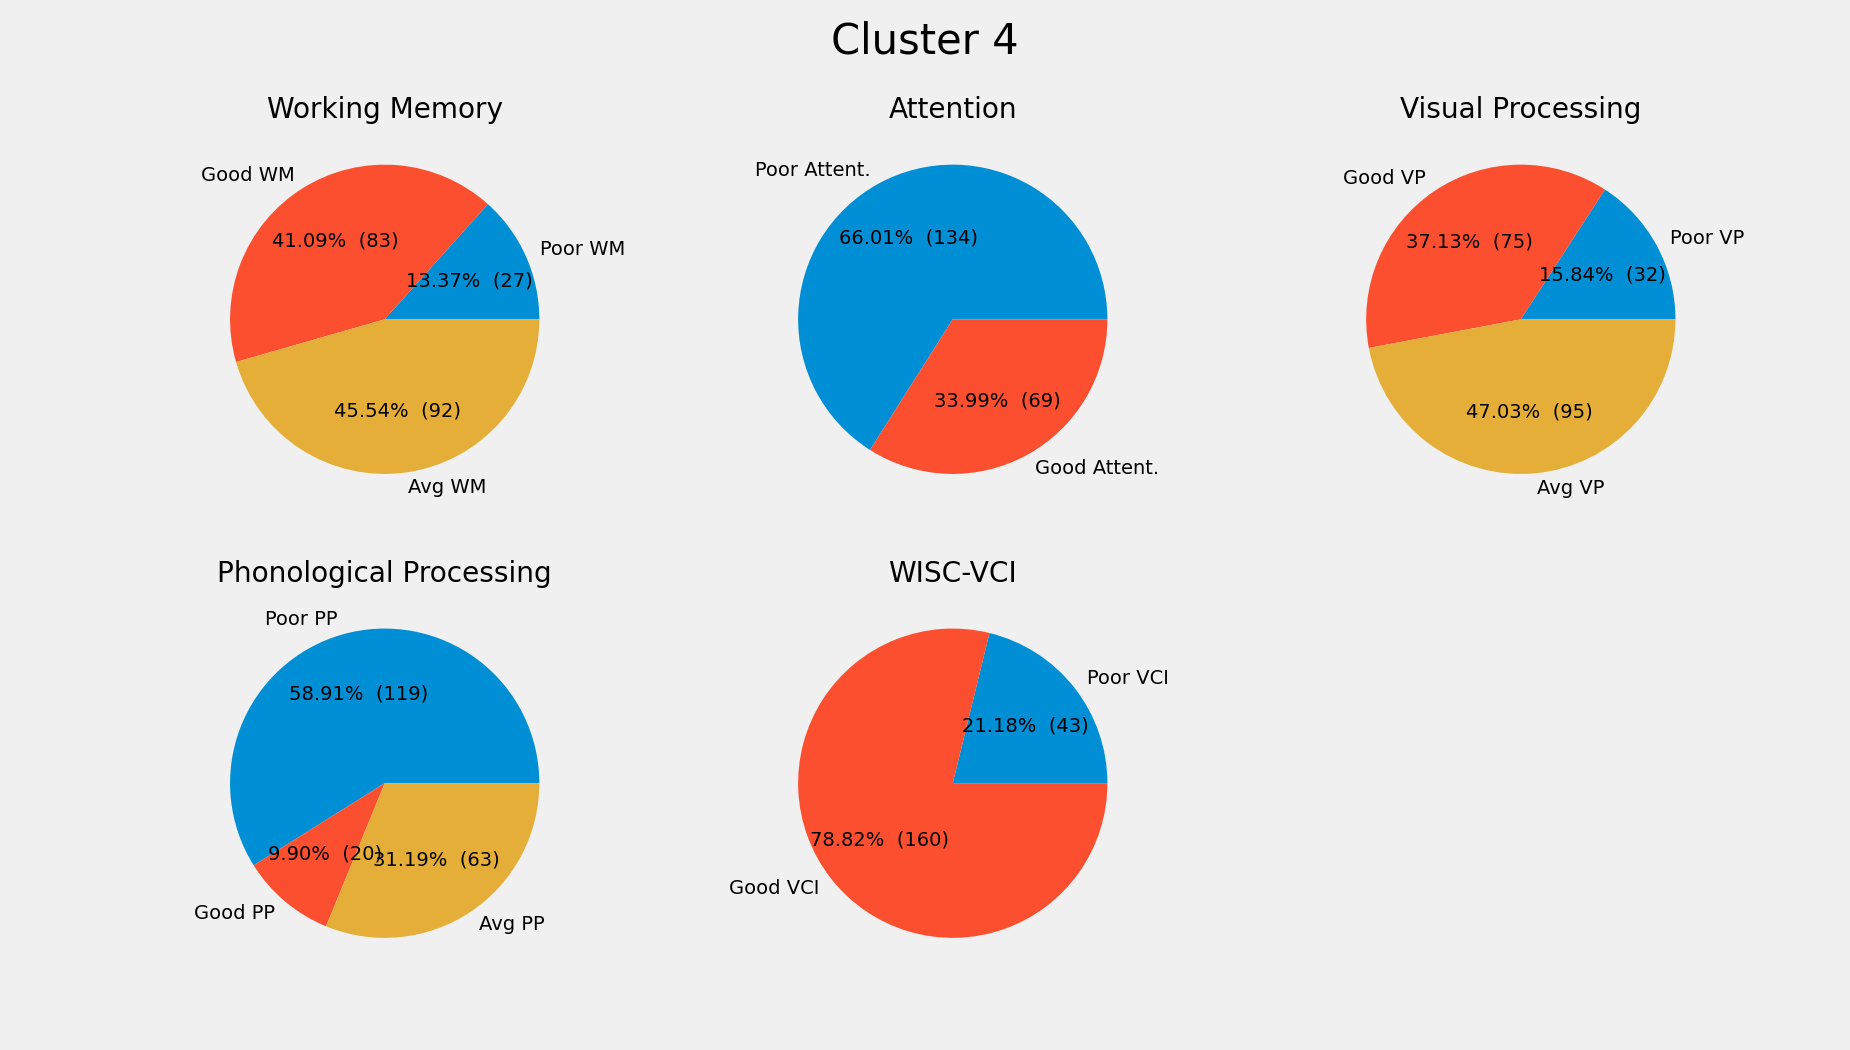 Cluster 4
Working Memory
Good WM
41.09%  (83)
Poor WM
13.37%  (27)
45.54%  (92)
Avg WM
Attention
Poor Attent.
66.01%  (134)
33.99%  (69)
Good Attent.
Visual Processing
Good VP
37.13%  (75)
Poor VP
15.84%  (32)
47.03%  (95)
Avg VP
Phonological Processing
Poor PP
58.91%  (119)
9.90%  (20)
31.19%  (63)
Good PP
Avg PP
WISC-VCI
Poor VCI
21.18%  (43)
78.82%  (160)
Good VCI